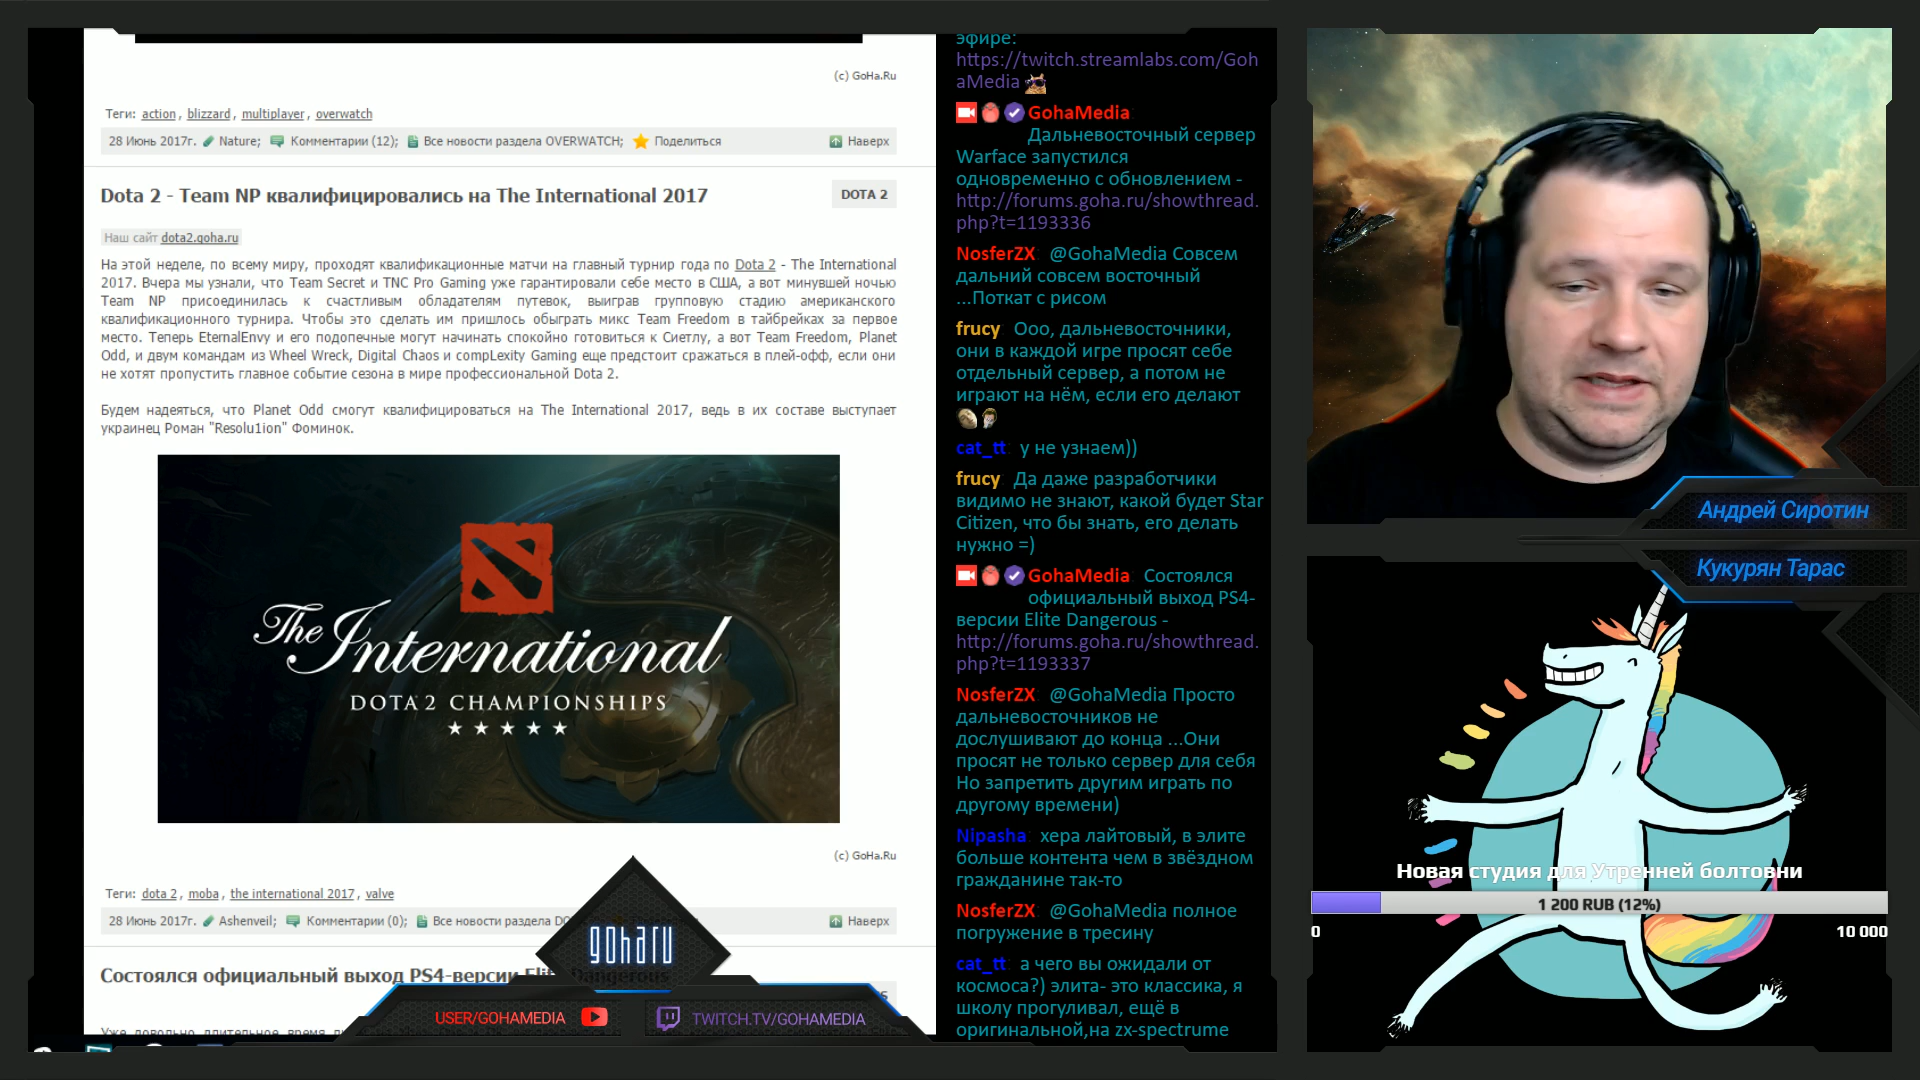 (c) GoHa.Ru
Теги: action , blizzard , multiplayer , overwatch
28 Июнь 2017г. Nature; Комментарии (12); Все новости раздела OVERWATCH; Поделиться Наверх
Dota 2 - Team NP квалифицировались на The International 2017
DOTA 2
Наш сайт dota2.goha.ru
На этой неделе, по всему миру, проходят квалификационные матчи на главный турнир года по Dota 2 - The International
2017. Вчера мы узнали, что Team Secret и TNC Pro Gaming уже гарантировали себе место в США, а вот минувшей ночью
Team NP присоединилась к счастливым обладателям путевок, выиграв групповую стадию американского
квалификационного турнира. Чтобы это сделать им пришлось обыграть микс Team Freedom в тайбрейках за первое
место. Теперь EternalEnvy и его подопечные могут начинать спокойно готовиться к Сиетлу, а вот Team Freedom, Planet
Odd, и двум командам из Wheel Wreck, Digital Chaos и compLexity Gaming еще предстоит сражаться в плей-офф, если они
не хотят пропустить главное событие сезона в мире профессиональной Dota 2.
Будем надеяться, что Planet Odd смогут квалифицироваться на The International 2017, ведь в их составе выступает
украинец Роман "Resolu1ion" Фоминок.
The International
DOTA 2 CHAMPIONSHIPS
(c) GoHa.Ru
Теги: dota 2 , moba , the international 2017 , valve
28 Июнь 2017г. Ashenveil; Комментарии (0); Все новости раздела DO Наверх
Состоялся официальный выход PS4-версии Elite Dangerous
Уже довольно длительное время
goharu
USER/GOHAMEDIA
TWITCH.TV/GOHAMEDIA
эфире:
https://twitch.streamlabs.com/Goh
aMedia
GohaMedia
Дальневосточный сервер
Warface запустился
одновременно с обновлением -
http://forums.goha.ru/showthread.
php?t=1193336
NosferZX: @GohaMedia Совсем
дальний совсем восточный
...Поткат с рисом
frucy: Ооо, дальневосточники,
они в каждой игре просят себе
отдельный сервер, а потом не
играют на нём, если его делают
cat_tt: у не узнаем))
frucy: Да даже разработчики
видимо не знают, какой будет Star
Citizen, что бы знать, его делать
нужно =)
GohaMedia: Состоялся
официальный выход PS4-
версии Elite Dangerous -
http://forums.goha.ru/showthread.
php?t=1193337
NosferZX: @GohaMedia Просто
дальневосточников не
дослушивают до конца ...Они
просят не только сервер для себя
Но запретить другим играть по
другому времени)
Nipasha: хера лайтовый, в элите
больше контента чем в звёздном
гражданине так-то
NosferZX: @GohaMedia полное
погружение в тресину
cat_tt: а чего вы ожидали от
космоса?) элита- это классика, я
школу прогуливал, ещё в
оригинальной,на zx-spectrumе
Андрей Сиротин
Кукурян Тарас
Новая студия для Утренней болтовни
1 200 RUB (12%)
0 10 000